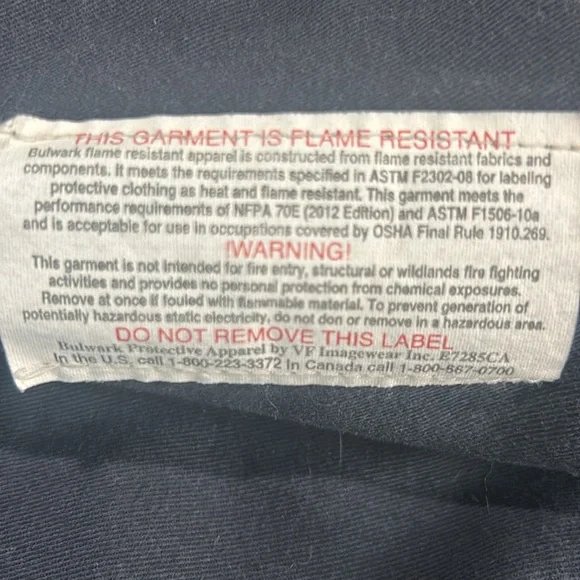 THIS GARMENT IS FLAME RESISTANT
Bulwark flame resistant apparel is constructed from flame resistant fabrics and
components. It meets the requirements specified in ASTM F2302-08 for labeling
protective clothing as heat and flame resistant. This garment meets the
performance requirements of NFPA 70E (2012 Edition) and ASTM F1506-10a
and is acceptable for use in occupations covered by OSHA Final Rule 1910.269.
!WARNING!
This garment is not intended for fire entry, structural or wildlands fire fighting
activities and provides no personal protection from chemical exposures.
Remove at once if fouled with flammable material. To prevent generation of
potentially hazardous static electricity, do not don or remove in a hazardous area.
DO NOT REMOVE THIS LABEL
Bulwark Protective Apparel by VF Imagewear Inc. E7285CA
In the U.S. call 1-800-223-3372 In Canada call 1-800-667-0700